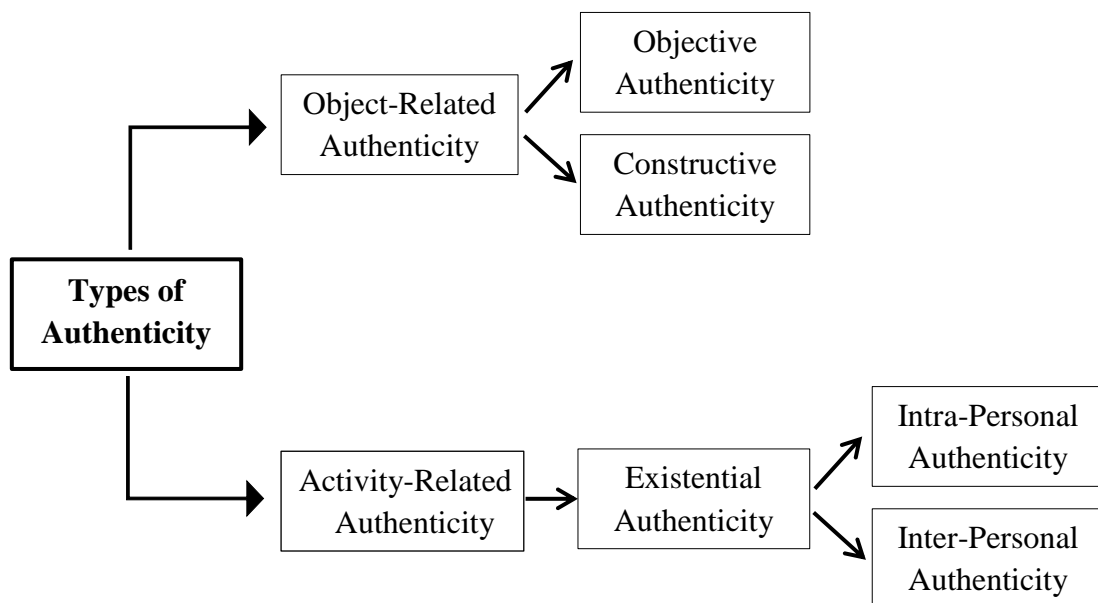 Objective
Authenticity
Object-Related
Authenticity
Constructive
Authenticity
Types of
Authenticity
Intra-Personal
Authenticity
Activity-Related
Authenticity
Existential
Authenticity
Inter-Personal
Authenticity